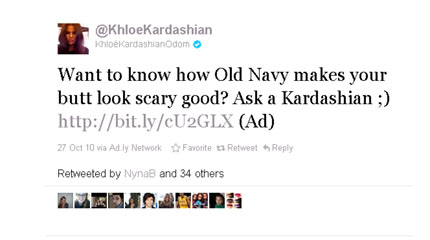 @KhloeKardashian
KhloéKardashianOdom
Want to know how Old Navy makes your
butt look scary good? Ask a Kardashian ;)
http://bit.ly/cU2GLX (Ad)
27 Oct 10 via Ad.ly Network Favorite Retweet Reply
Retweeted by NynaB and 34 others